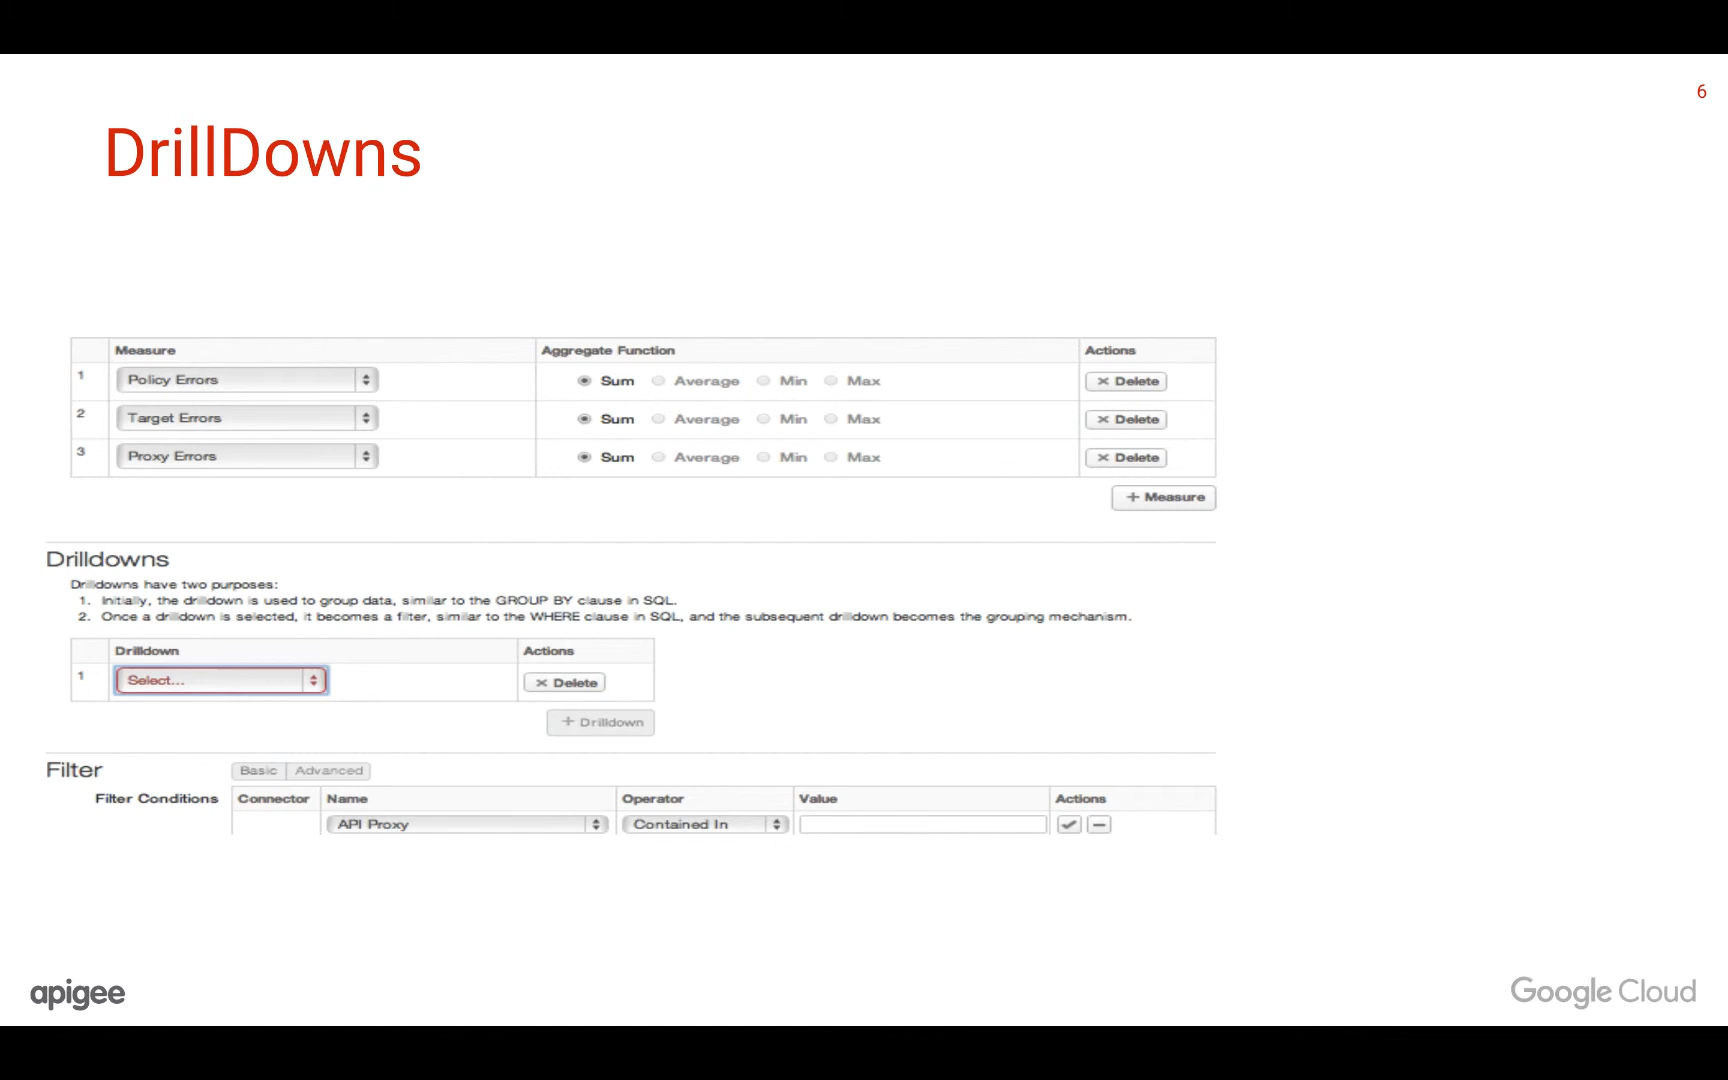 6
DrillDowns
Measure Aggregate Function Actions
1 Policy Errors Sum Average Min Max Delete
2 Target Errors Sum Average Min Max Delete
3 Proxy Errors Sum Average Min Max Delete
+ Measure
Drilldowns
Drilldowns have two purposes:
1. Initially, the drilldown is used to group data, similar to the GROUP BY clause in SQL.
2. Once a drilldown is selected, it becomes a filter, similar to the WHERE clause in SQL, and the subsequent drilldown becomes the grouping mechanism.
Drilldown Actions
1 Select... Delete
+ Drilldown
Filter Basic Advanced
Filter Conditions Connector Name Operator Value Actions
API Proxy Contained In
apigee Google Cloud